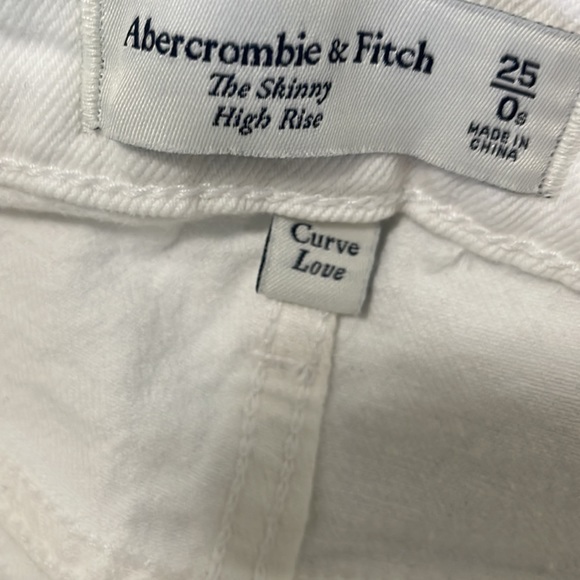 Abercrombie & Fitch
The Skinny
High Rise
25
0s
MADE IN
CHINA
Curve
Love